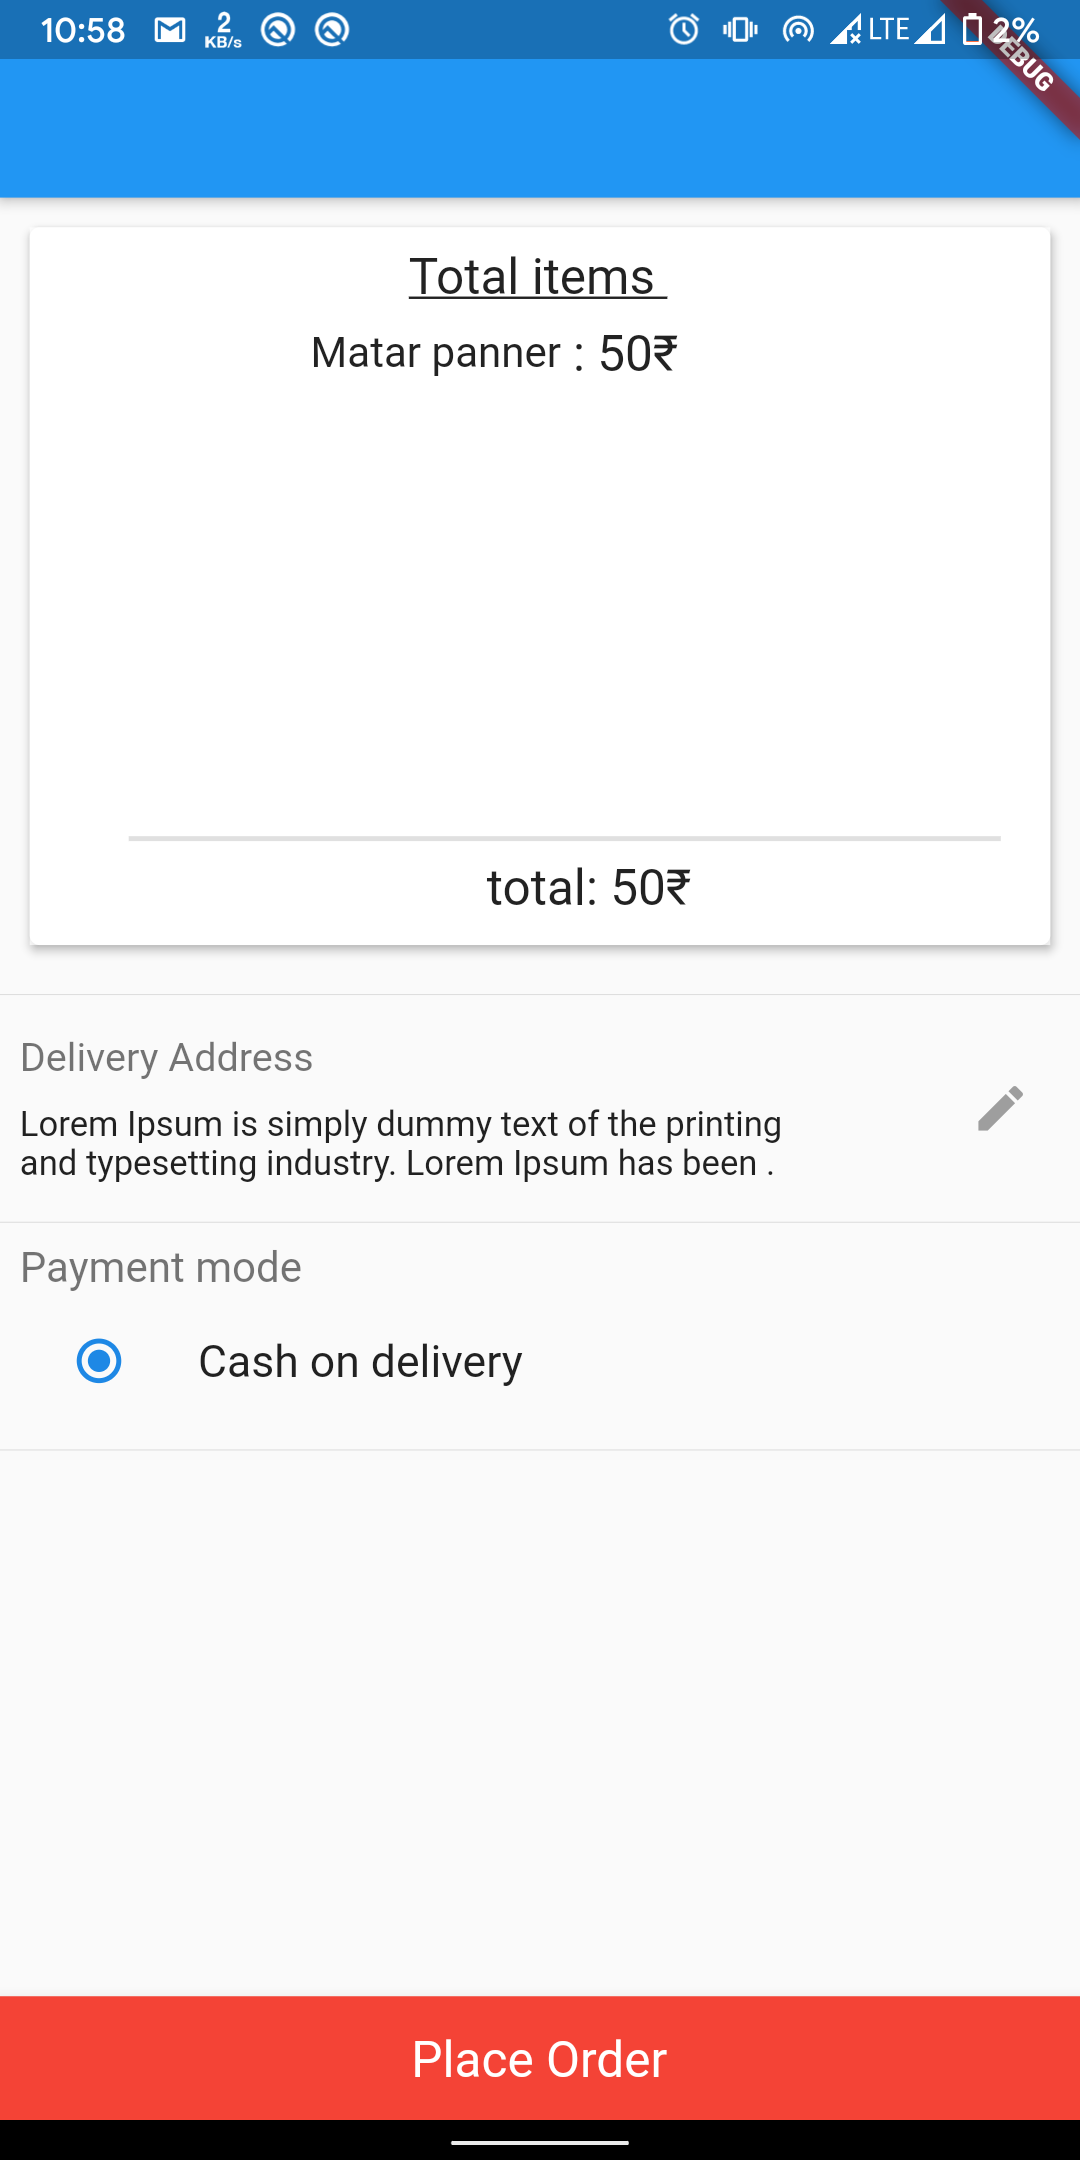 10:58 2 KB/s LTE 2%
DEBUG
Total items
Matar panner : 50₹
total: 50₹
Delivery Address
Lorem Ipsum is simply dummy text of the printing
and typesetting industry. Lorem Ipsum has been .
Payment mode
Cash on delivery
Place Order